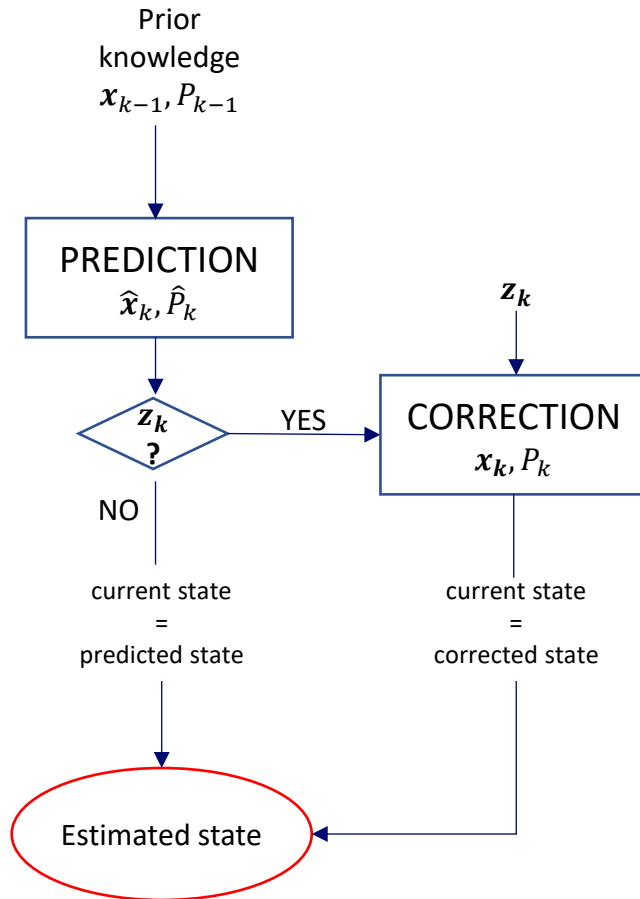 Prior
knowledge
𝒙ₖ₋₁, 𝑃ₖ₋₁
PREDICTION
𝒙̂ₖ, 𝑃̂ₖ
𝒛ₖ
?
YES
NO
𝒛ₖ
CORRECTION
𝒙ₖ, 𝑃ₖ
current state
=
predicted state
current state
=
corrected state
Estimated state